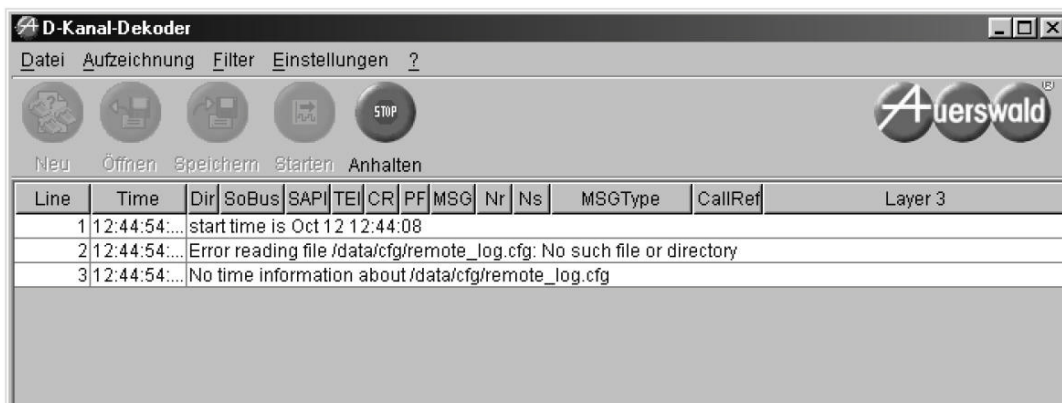 D-Kanal-Dekoder
Datei Aufzeichnung Filter Einstellungen ?
STOP
Auerswald ®
Neu Öffnen Speichern Starten Anhalten
Line Time Dir SoBus SAPI TEI CR PF MSG Nr Ns MSGType CallRef Layer 3
1 12:44:54:... start time is Oct 12 12:44:08
2 12:44:54:... Error reading file /data/cfg/remote_log.cfg: No such file or directory
3 12:44:54:... No time information about /data/cfg/remote_log.cfg